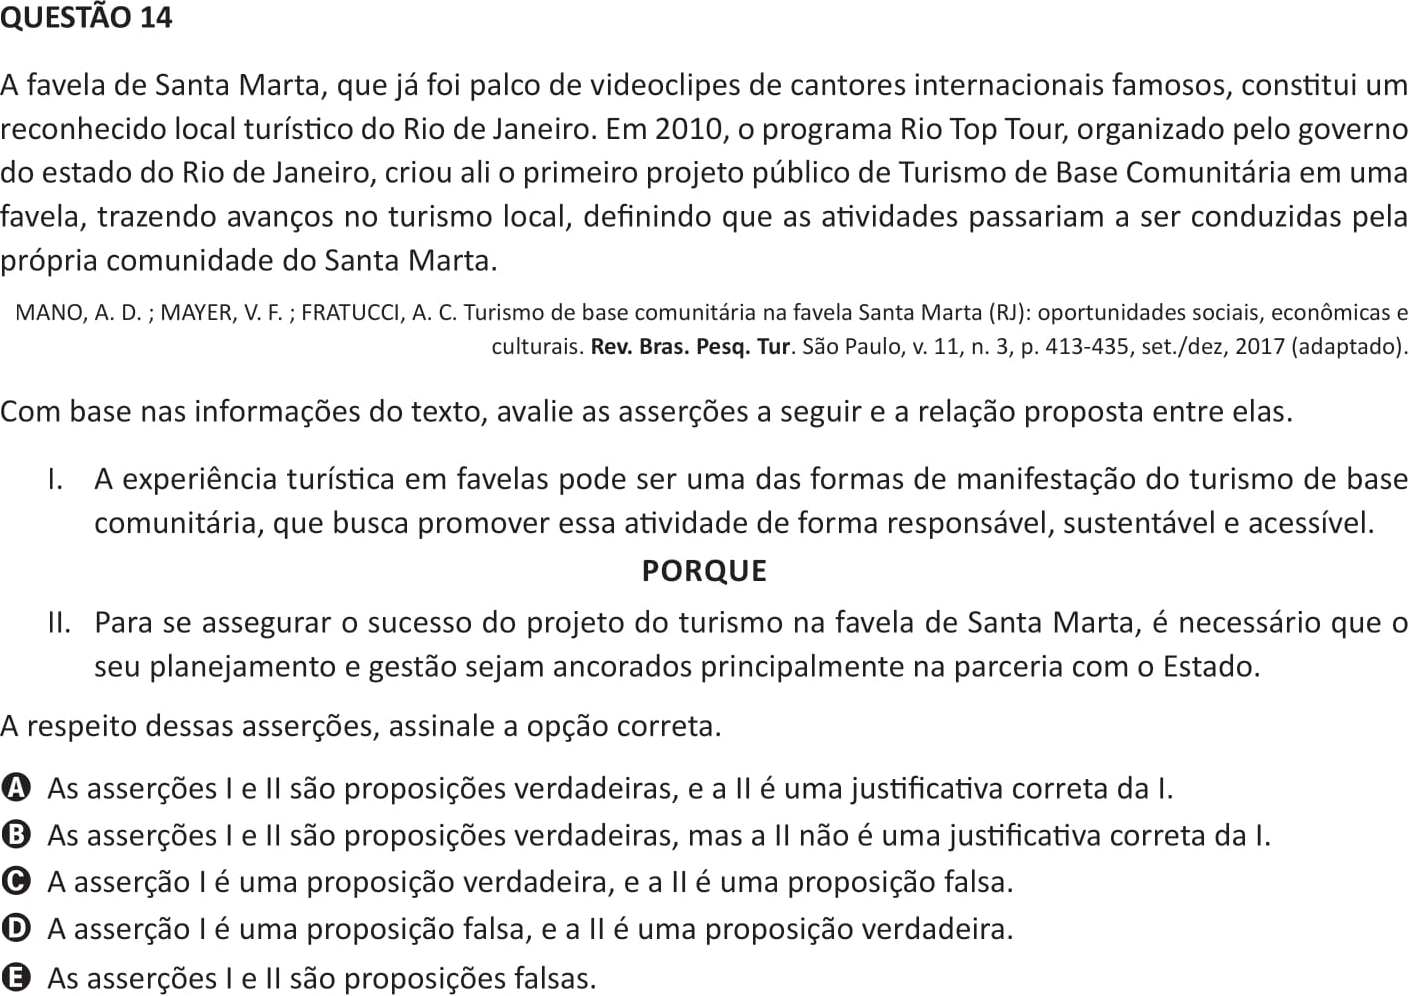 QUESTÃO 14
A favela de Santa Marta, que já foi palco de videoclipes de cantores internacionais famosos, constitui um
reconhecido local turístico do Rio de Janeiro. Em 2010, o programa Rio Top Tour, organizado pelo governo
do estado do Rio de Janeiro, criou ali o primeiro projeto público de Turismo de Base Comunitária em uma
favela, trazendo avanços no turismo local, definindo que as atividades passariam a ser conduzidas pela
própria comunidade do Santa Marta.
MANO, A. D. ; MAYER, V. F. ; FRATUCCI, A. C. Turismo de base comunitária na favela Santa Marta (RJ): oportunidades sociais, econômicas e
culturais. Rev. Bras. Pesq. Tur. São Paulo, v. 11, n. 3, p. 413-435, set./dez, 2017 (adaptado).
Com base nas informações do texto, avalie as asserções a seguir e a relação proposta entre elas.
I. A experiência turística em favelas pode ser uma das formas de manifestação do turismo de base
comunitária, que busca promover essa atividade de forma responsável, sustentável e acessível.
PORQUE
II. Para se assegurar o sucesso do projeto do turismo na favela de Santa Marta, é necessário que o
seu planejamento e gestão sejam ancorados principalmente na parceria com o Estado.
A respeito dessas asserções, assinale a opção correta.
A As asserções I e II são proposições verdadeiras, e a II é uma justificativa correta da I.
B As asserções I e II são proposições verdadeiras, mas a II não é uma justificativa correta da I.
C A asserção I é uma proposição verdadeira, e a II é uma proposição falsa.
D A asserção I é uma proposição falsa, e a II é uma proposição verdadeira.
E As asserções I e II são proposições falsas.